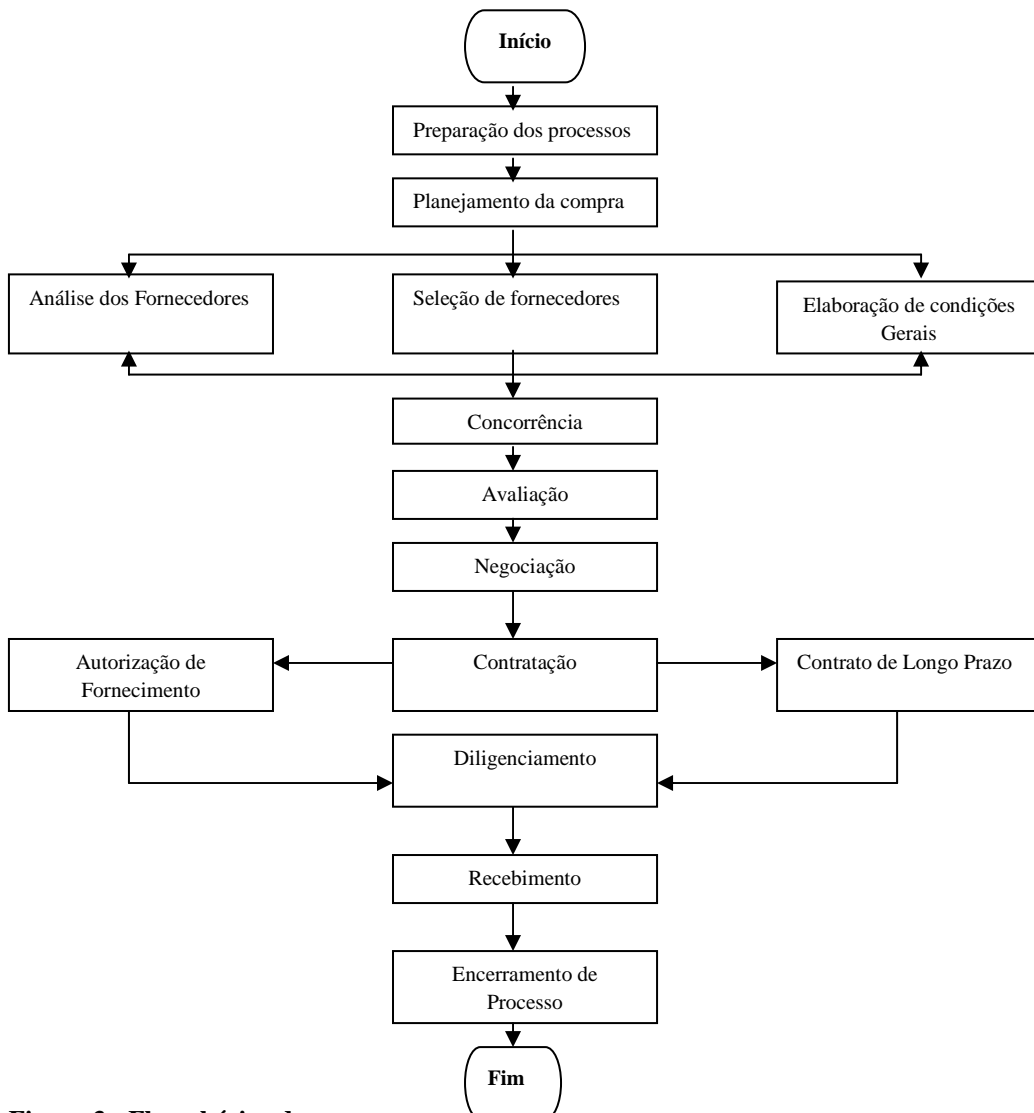 Início
Preparação dos processos
Planejamento da compra
Análise dos Fornecedores
Seleção de fornecedores
Elaboração de condições
Gerais
Concorrência
Avaliação
Negociação
Autorização de
Fornecimento
Contratação
Contrato de Longo Prazo
Diligenciamento
Recebimento
Encerramento de
Processo
Fim